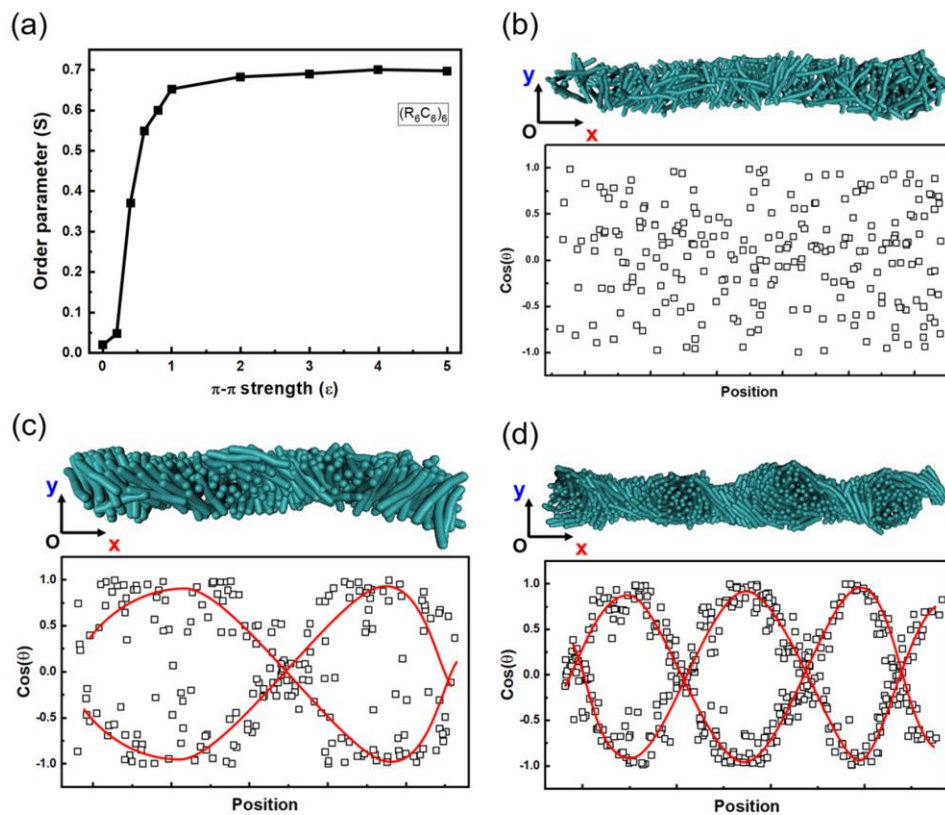 (a)
0.7
0.6
0.5
0.4
0.3
0.2
0.1
0.0
Order parameter (S)
(R₆C₆)₆
0 1 2 3 4 5
π-π strength (ε)
(b)
y
O x
1.0
0.5
0.0
-0.5
-1.0
Cos(θ)
Position
(c)
y
O x
1.0
0.5
0.0
-0.5
-1.0
Cos(θ)
Position
(d)
y
O x
1.0
0.5
0.0
-0.5
-1.0
Cos(θ)
Position